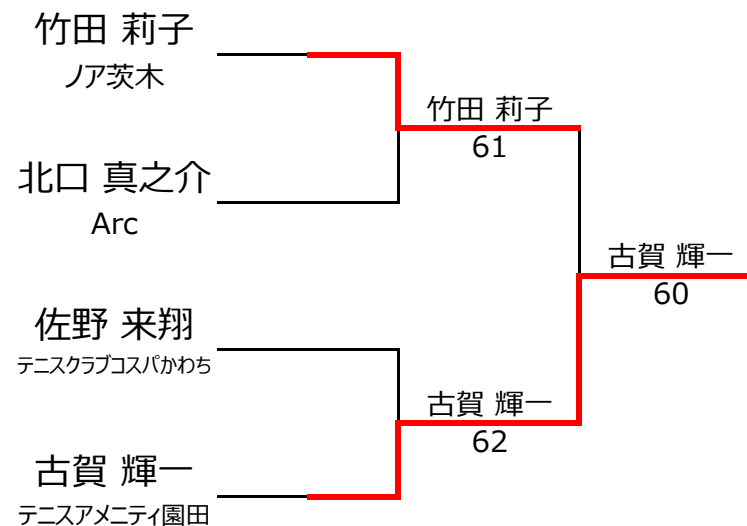 竹田 莉子
ノア茨木
北口 真之介
Arc
佐野 来翔
テニスクラブコスパかわち
古賀 輝一
テニスアメニティ園田
竹田 莉子
61
古賀 輝一
62
古賀 輝一
60